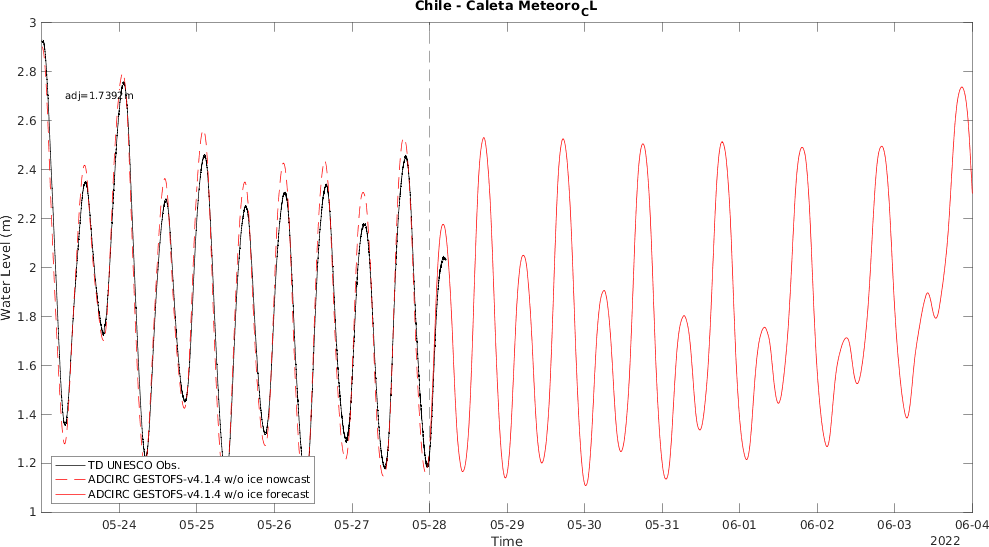 Chile - Caleta Meteoro_CL
3
2.8
adj=1.7392m
2.6
2.4
2.2
Water Level (m)
2
1.8
1.6
1.4
1.2
1
TD UNESCO Obs.
ADCIRC GESTOFS-v4.1.4 w/o ice nowcast
ADCIRC GESTOFS-v4.1.4 w/o ice forecast
05-24 05-25 05-26 05-27 05-28 05-29 05-30 05-31 06-01 06-02 06-03 06-04
Time
2022